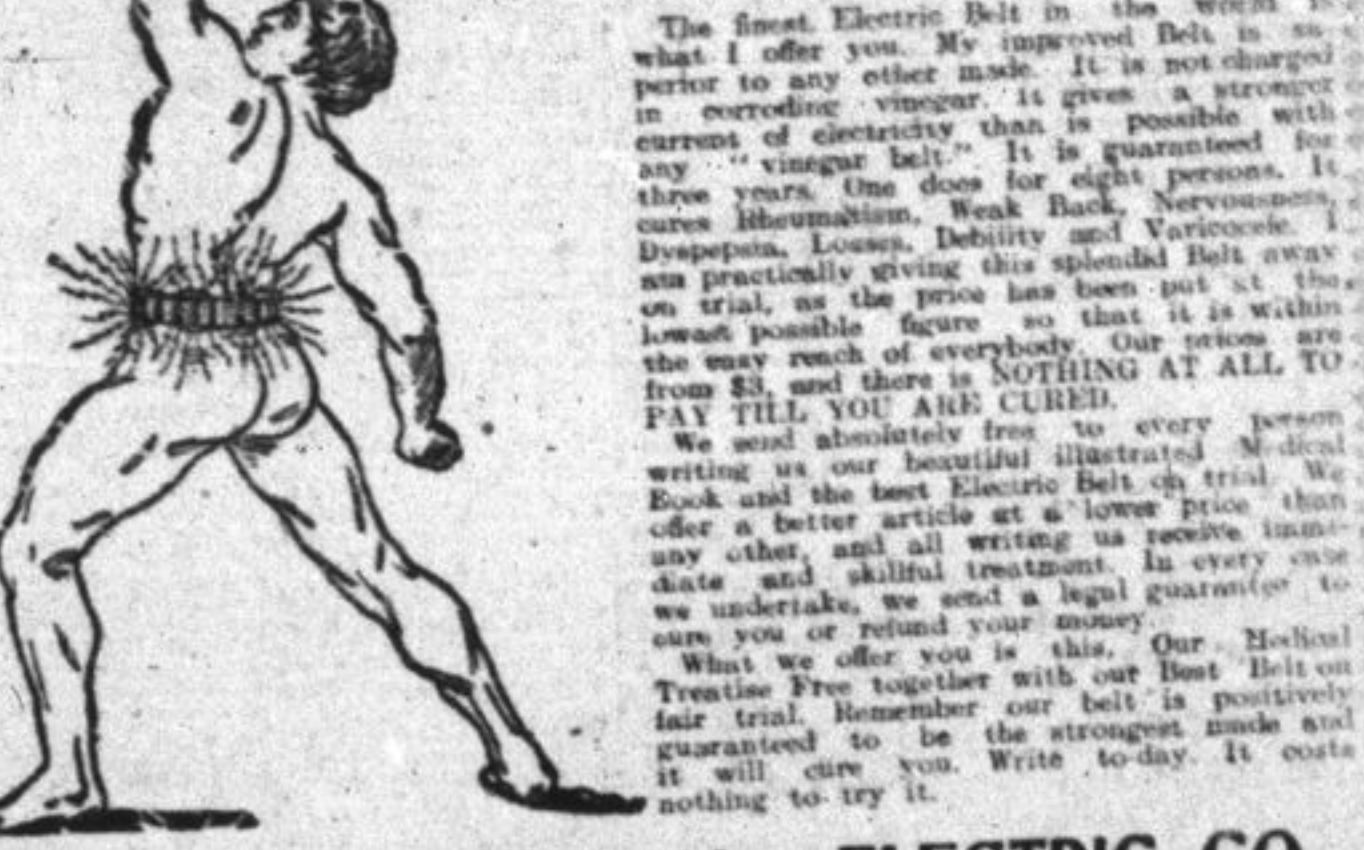 The finest Electric Belt in the world is
what I offer you. My improved Belt is su-
perior to any other made. It is not charged
in corroding vinegar. It gives a stronger
current of electricity than is possible with
any "vinegar belt." It is guaranteed for
three years. One does for eight persons. It
cures Rheumatism, Weak Back, Nervousness,
Dyspepsia, Losses, Debility and Varicocele. I
am practically giving this splendid Belt away
on trial, as the price has been put at the
lowest possible figure so that it is within
the easy reach of everybody. Our prices are
from $3, and there is NOTHING AT ALL TO
PAY TILL YOU ARE CURED.
We send absolutely free to every person
writing us our beautiful illustrated Medical
Book and the best Electric Belt on trial. We
offer a better article at a lower price than
any other, and all writing us receive imme-
diate and skillful treatment. In every case
we undertake, we send a legal guarantee to
cure you or refund your money.
What we offer you is this. Our Medical
Treatise Free together with our Best Belt on
fair trial. Remember our belt is positively
guaranteed to be the strongest made and
it will cure you. Write to-day. It costs
nothing to try it.
ELECTRIC CO